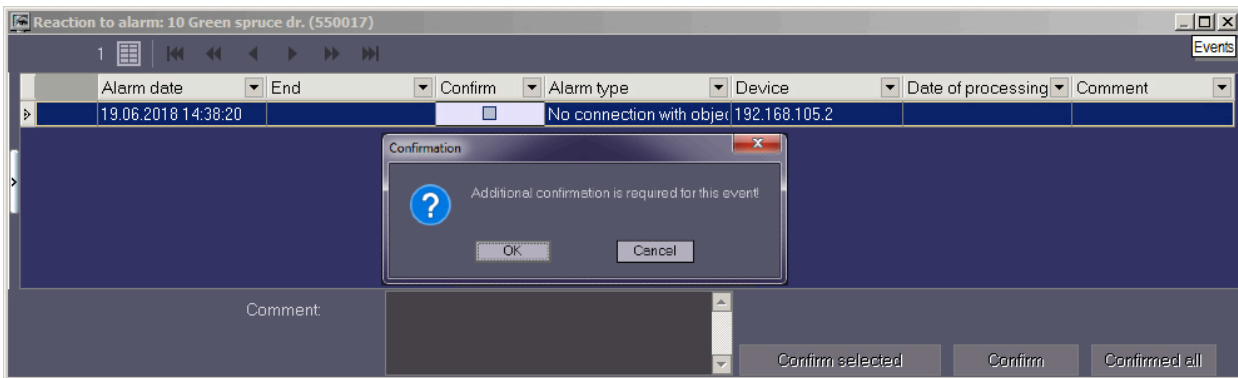 Reaction to alarm: 10 Green spruce dr. (550017)
1
Events
Alarm date End Confirm Alarm type Device Date of processing Comment
19.06.2018 14:38:20 No connection with objec 192.168.105.2
Confirmation
Additional confirmation is required for this event!
OK Cancel
Comment:
Confirm selected Confirm Confirmed all